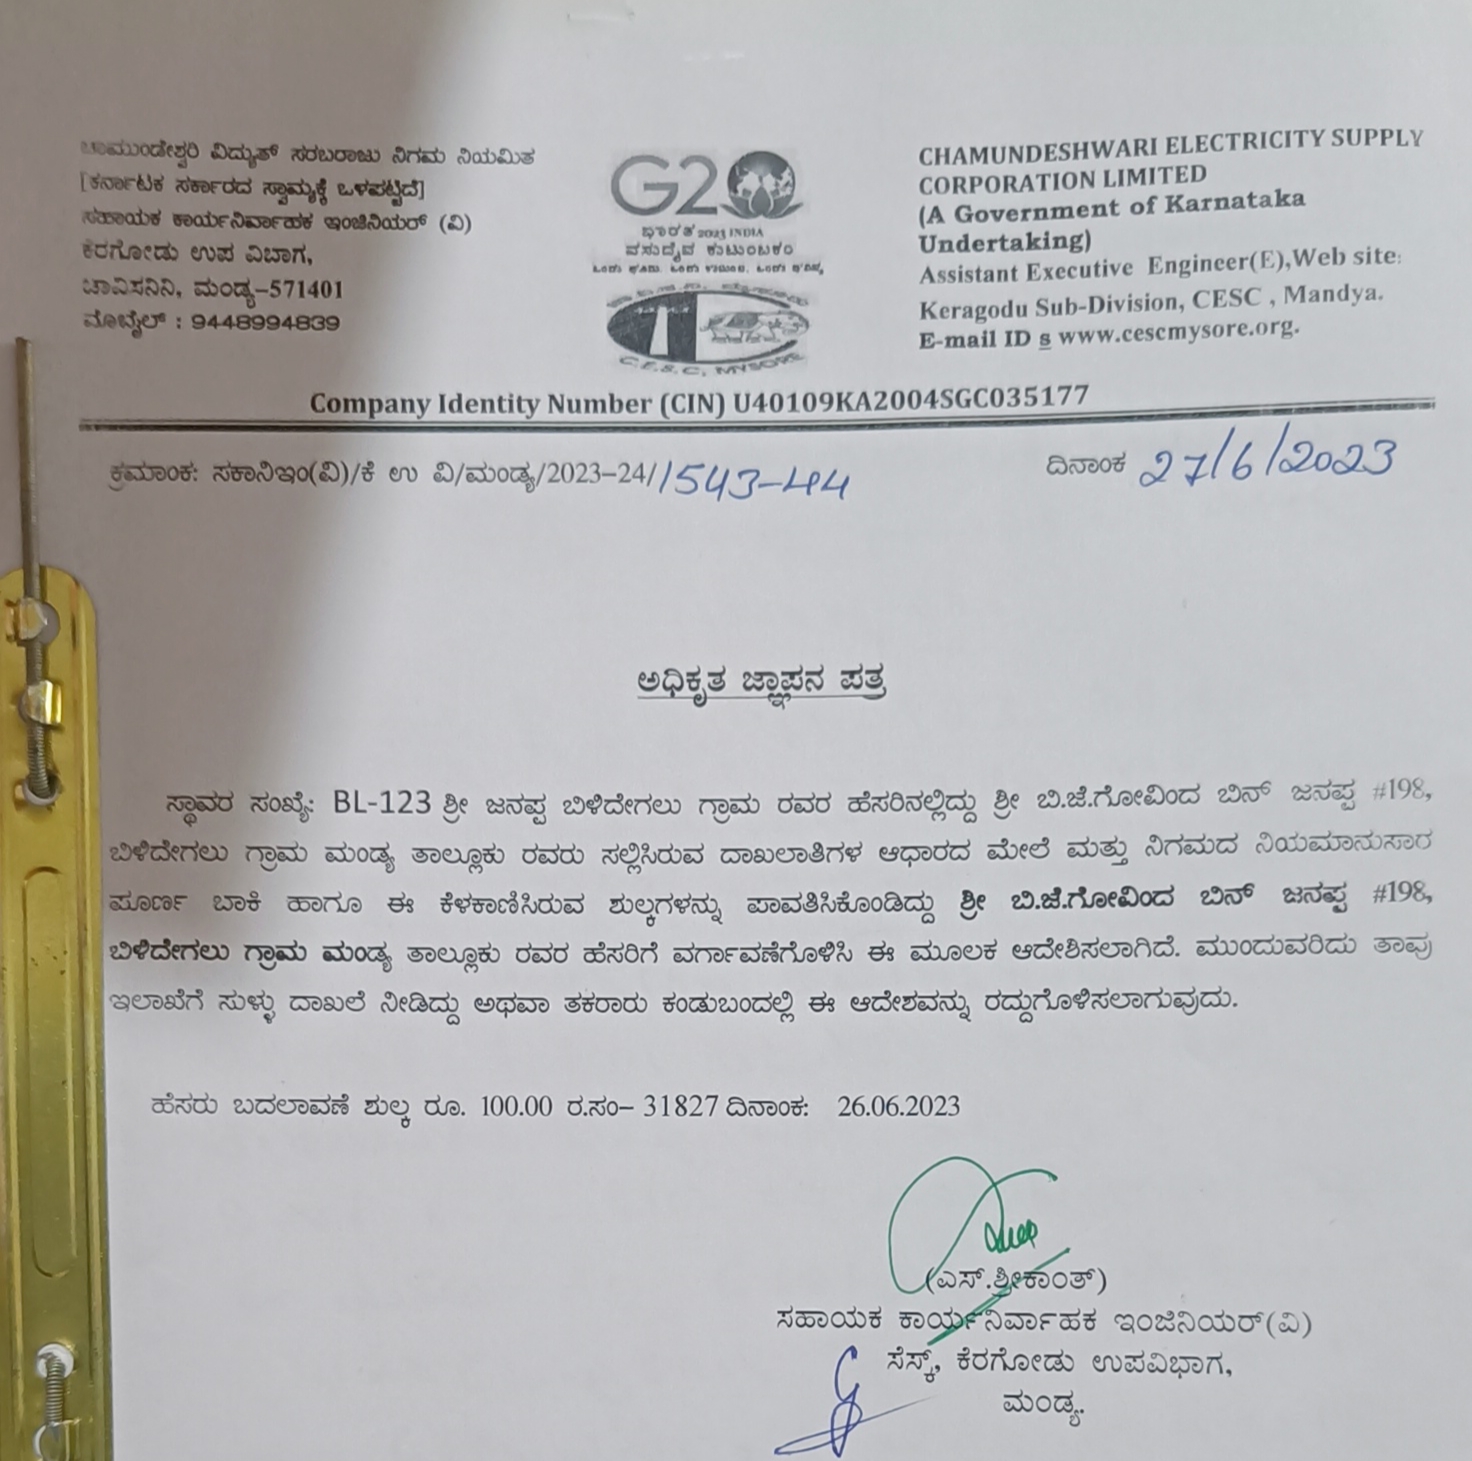 ಚಾಮುಂಡೇಶ್ವರಿ ವಿದ್ಯುತ್ ಸರಬರಾಜು ನಿಗಮ ನಿಯಮಿತ
[ಕರ್ನಾಟಕ ಸರ್ಕಾರದ ಸ್ವಾಮ್ಯಕ್ಕೆ ಒಳಪಟ್ಟಿದೆ]
ಸಹಾಯಕ ಕಾರ್ಯನಿರ್ವಾಹಕ ಇಂಜಿನಿಯರ್ (ವಿ)
ಕೆರಗೋಡು ಉಪ ವಿಭಾಗ,
ಚಾವಿಸನಿನಿ, ಮಂಡ್ಯ-571401
ಮೊಬೈಲ್ : 9448994839
G20
ಭಾರತ 2023 INDIA
ವಸುದೈವ ಕುಟುಂಬಕಂ
C.E.S.C, MYSORE
CHAMUNDESHWARI ELECTRICITY SUPPLY
CORPORATION LIMITED
(A Government of Karnataka
Undertaking)
Assistant Executive Engineer(E),Web site:
Keragodu Sub-Division, CESC , Mandya.
E-mail ID s www.cescmysore.org.
Company Identity Number (CIN) U40109KA2004SGC035177
ಕ್ರಮಾಂಕ: ಸಕಾನಿಇಂ(ವಿ)/ಕೆ ಉ ವಿ/ಮಂಡ್ಯ/2023-24/1543-44 ದಿನಾಂಕ 27/6/2023
ಅಧಿಕೃತ ಜ್ಞಾಪನ ಪತ್ರ
ಸ್ಥಾವರ ಸಂಖ್ಯೆ: BL-123 ಶ್ರೀ ಜನಪ್ಪ ಬಿಳಿದೇಗಲು ಗ್ರಾಮ ರವರ ಹೆಸರಿನಲ್ಲಿದ್ದು ಶ್ರೀ ಬಿ.ಜೆ.ಗೋವಿಂದ ಬಿನ್ ಜನಪ್ಪ #198,
ಬಿಳಿದೇಗಲು ಗ್ರಾಮ ಮಂಡ್ಯ ತಾಲ್ಲೂಕು ರವರು ಸಲ್ಲಿಸಿರುವ ದಾಖಲಾತಿಗಳ ಆಧಾರದ ಮೇಲೆ ಮತ್ತು ನಿಗಮದ ನಿಯಮಾನುಸಾರ
ಪೂರ್ಣ ಬಾಕಿ ಹಾಗೂ ಈ ಕೆಳಕಾಣಿಸಿರುವ ಶುಲ್ಕಗಳನ್ನು ಪಾವತಿಸಿಕೊಂಡಿದ್ದು ಶ್ರೀ ಬಿ.ಜೆ.ಗೋವಿಂದ ಬಿನ್ ಜನಪ್ಪ #198,
ಬಿಳಿದೇಗಲು ಗ್ರಾಮ ಮಂಡ್ಯ ತಾಲ್ಲೂಕು ರವರ ಹೆಸರಿಗೆ ವರ್ಗಾವಣೆಗೊಳಿಸಿ ಈ ಮೂಲಕ ಆದೇಶಿಸಲಾಗಿದೆ. ಮುಂದುವರಿದು ತಾವು
ಇಲಾಖೆಗೆ ಸುಳ್ಳು ದಾಖಲೆ ನೀಡಿದ್ದು ಅಥವಾ ತಕರಾರು ಕಂಡುಬಂದಲ್ಲಿ ಈ ಆದೇಶವನ್ನು ರದ್ದುಗೊಳಿಸಲಾಗುವುದು.
ಹೆಸರು ಬದಲಾವಣೆ ಶುಲ್ಕ ರೂ. 100.00 ರ.ಸಂ- 31827 ದಿನಾಂಕ: 26.06.2023
(ಎಸ್.ಶ್ರೀಕಾಂತ್)
ಸಹಾಯಕ ಕಾರ್ಯನಿರ್ವಾಹಕ ಇಂಜಿನಿಯರ್(ವಿ)
ಸೆಸ್ಕ್, ಕೆರಗೋಡು ಉಪವಿಭಾಗ,
ಮಂಡ್ಯ.